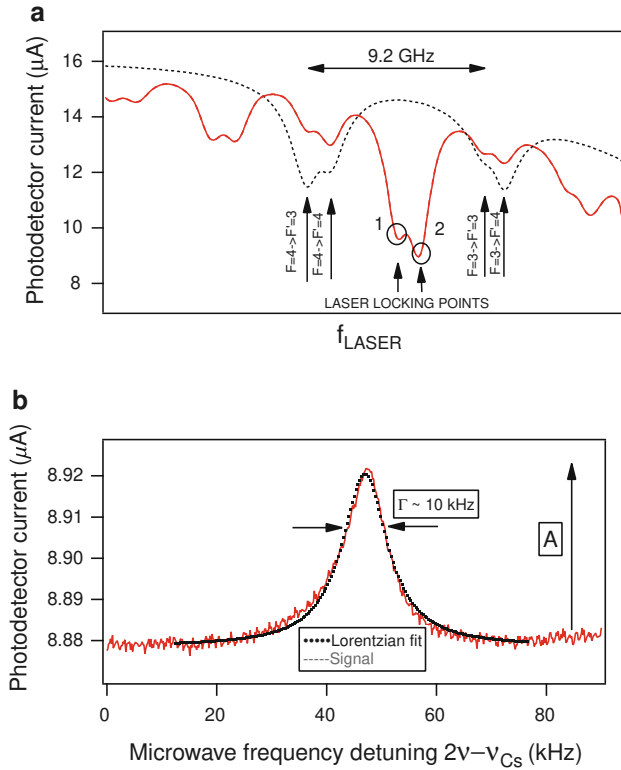 a
Photodetector current (μA)
16
14
12
10
8
9.2 GHz
F=4->F'=3
F=4->F'=4
1
2
F=3->F'=3
F=3->F'=4
LASER LOCKING POINTS
f_LASER
b
Photodetector current (μA)
8.92
8.91
8.90
8.89
8.88
Γ ~ 10 kHz
A
Lorentzian fit
Signal
0 20 40 60 80
Microwave frequency detuning 2ν−ν_Cs (kHz)